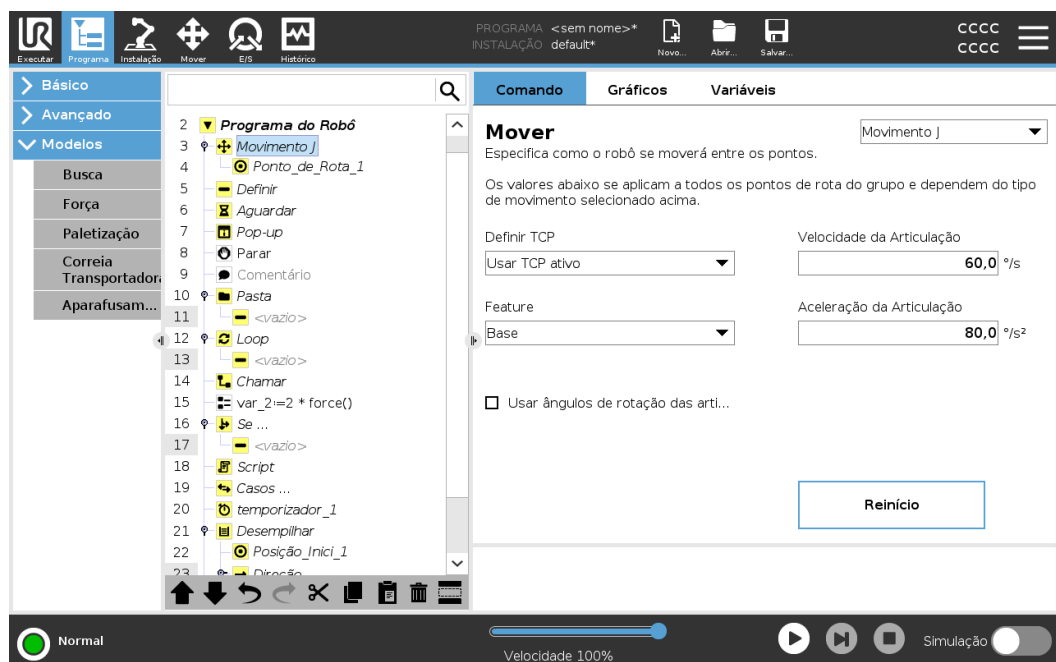 UR
Executar
Programa
Instalação
Mover
E/S
Histórico
PROGRAMA <sem nome>*
INSTALAÇÃO default*
Novo...
Abrir...
Salvar...
cccc
cccc
Básico
Avançado
Modelos
Busca
Força
Paletização
Correia
Transportadora
Aparafusam...
2 Programa do Robô
3 Movimento J
4 Ponto_de_Rota_1
5 Definir
6 Aguardar
7 Pop-up
8 Parar
9 Comentário
10 Pasta
11 <vazio>
12 Loop
13 <vazio>
14 Chamar
15 var_2:=2 * force()
16 Se ...
17 <vazio>
18 Script
19 Casos ...
20 temporizador_1
21 Desempilhar
22 Posição_Inici_1
23 Direção
Comando Gráficos Variáveis
Mover
Movimento J
Especifica como o robô se moverá entre os pontos.
Os valores abaixo se aplicam a todos os pontos de rota do grupo e dependem do tipo
de movimento selecionado acima.
Definir TCP
Velocidade da Articulação
Usar TCP ativo
60,0 °/s
Feature
Aceleração da Articulação
Base
80,0 °/s²
Usar ângulos de rotação das arti...
Reinício
Normal
Velocidade 100%
Simulação